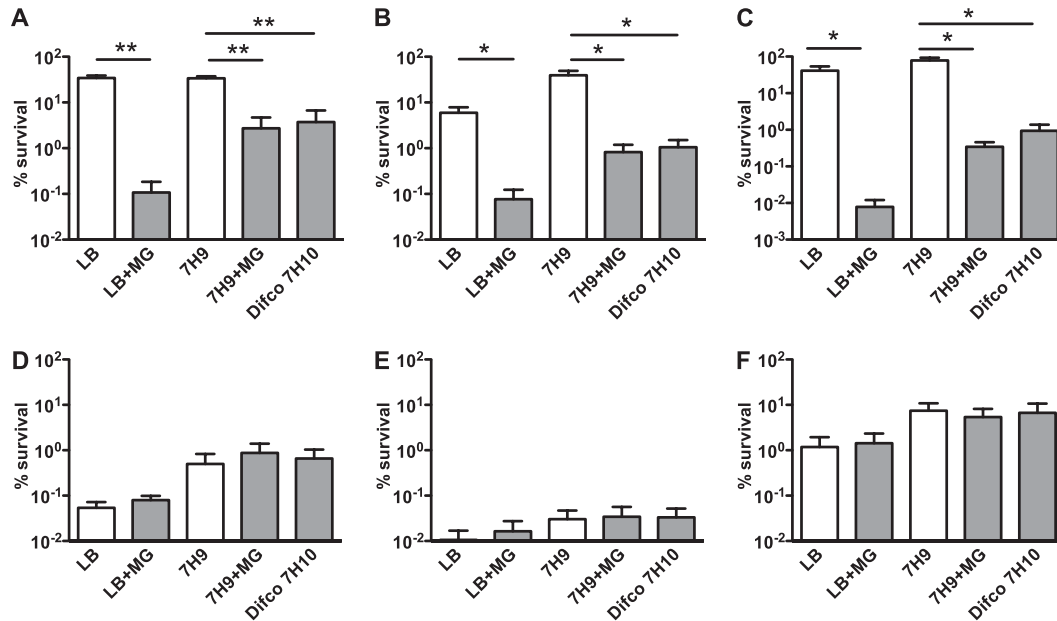 A
% survival
10²
10¹
10⁰
10⁻¹
10⁻²
**
**
**
LB
LB+MG
7H9
7H9+MG
Difco 7H10
B
% survival
10²
10¹
10⁰
10⁻¹
10⁻²
*
*
*
LB
LB+MG
7H9
7H9+MG
Difco 7H10
C
% survival
10²
10¹
10⁰
10⁻¹
10⁻²
10⁻³
*
*
*
LB
LB+MG
7H9
7H9+MG
Difco 7H10
D
% survival
10²
10¹
10⁰
10⁻¹
10⁻²
LB
LB+MG
7H9
7H9+MG
Difco 7H10
E
% survival
10²
10¹
10⁰
10⁻¹
10⁻²
LB
LB+MG
7H9
7H9+MG
Difco 7H10
F
% survival
10²
10¹
10⁰
10⁻¹
10⁻²
LB
LB+MG
7H9
7H9+MG
Difco 7H10